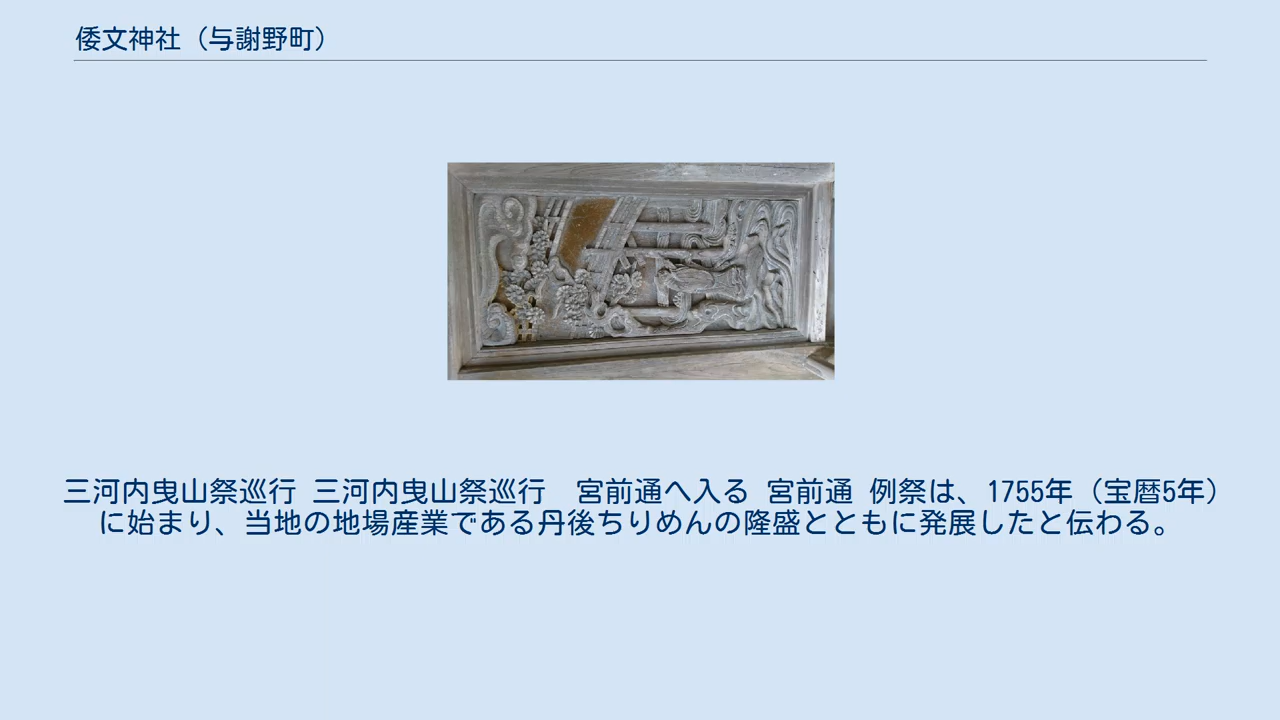 倭文神社（与謝野町）
三河内曳山祭巡行 三河内曳山祭巡行　宮前通へ入る 宮前通 例祭は、1755年（宝暦5年）
に始まり、当地の地場産業である丹後ちりめんの隆盛とともに発展したと伝わる。